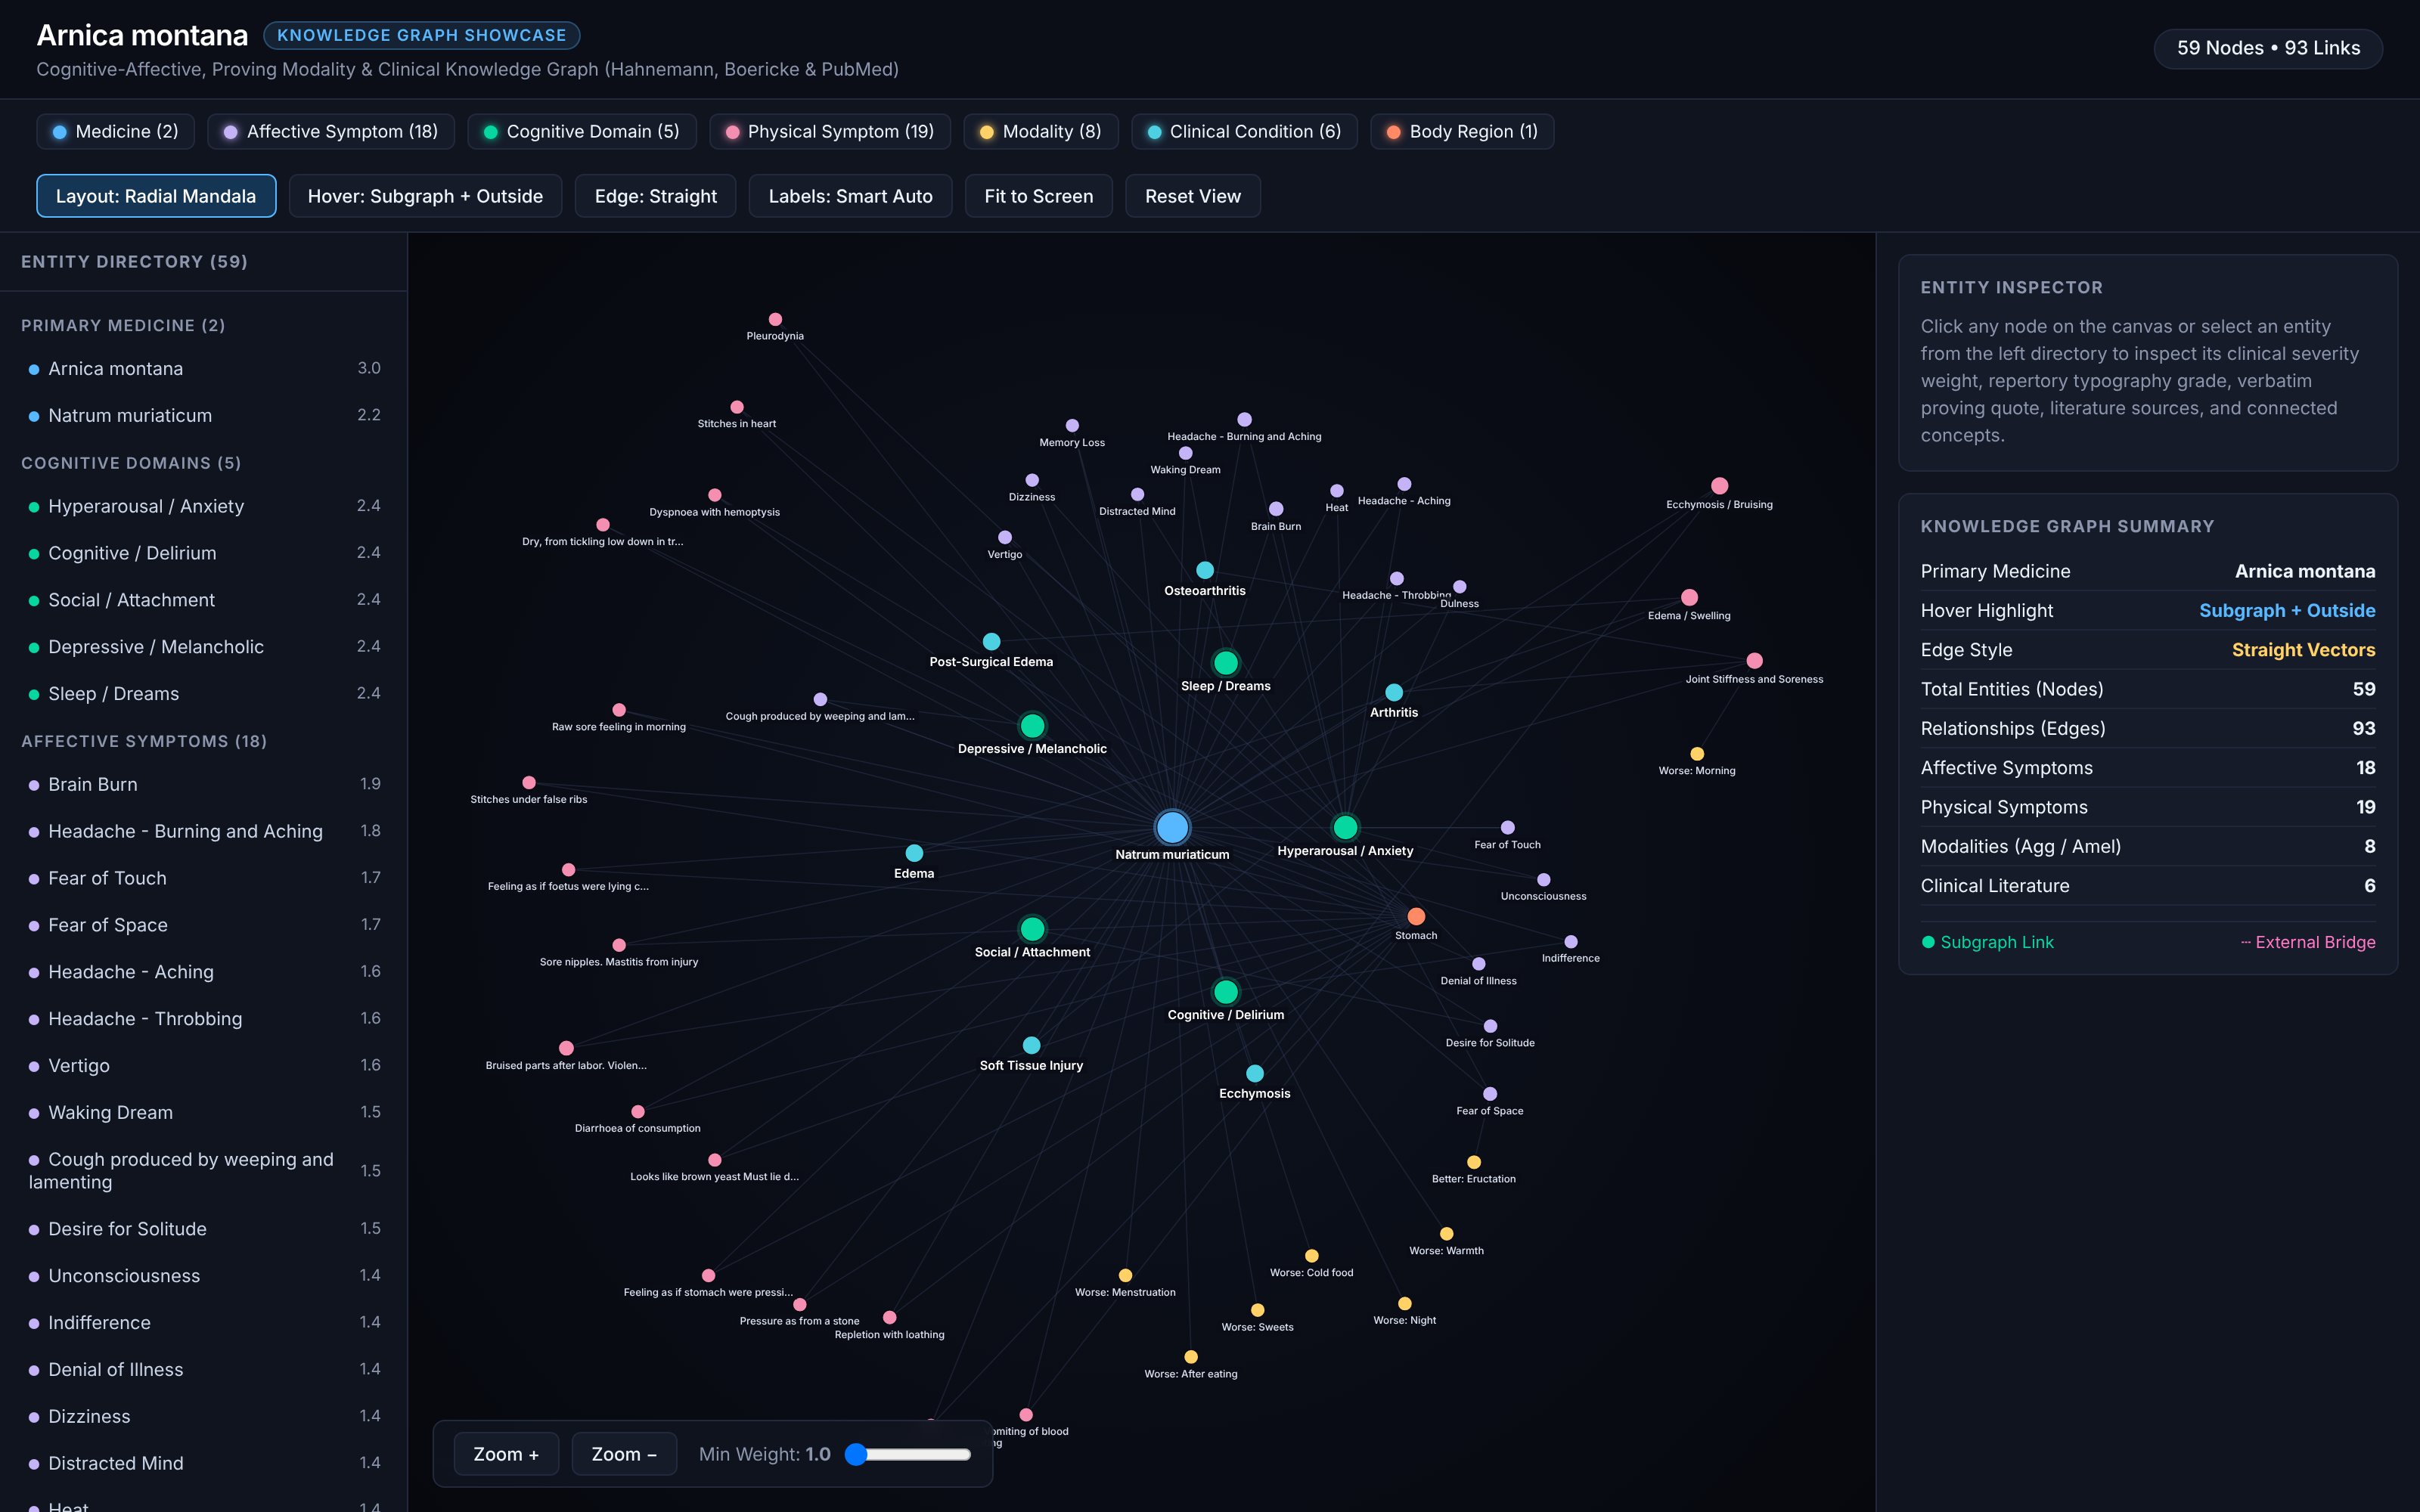 Arnica montana
KNOWLEDGE GRAPH SHOWCASE
Cognitive-Affective, Proving Modality & Clinical Knowledge Graph (Hahnemann, Boericke & PubMed)
59 Nodes • 93 Links
Medicine (2)
Affective Symptom (18)
Cognitive Domain (5)
Physical Symptom (19)
Modality (8)
Clinical Condition (6)
Body Region (1)
Layout: Radial Mandala
Hover: Subgraph + Outside
Edge: Straight
Labels: Smart Auto
Fit to Screen
Reset View
ENTITY DIRECTORY (59)
PRIMARY MEDICINE (2)
Arnica montana 3.0
Natrum muriaticum 2.2
COGNITIVE DOMAINS (5)
Hyperarousal / Anxiety 2.4
Cognitive / Delirium 2.4
Social / Attachment 2.4
Depressive / Melancholic 2.4
Sleep / Dreams 2.4
AFFECTIVE SYMPTOMS (18)
Brain Burn 1.9
Headache - Burning and Aching 1.8
Fear of Touch 1.7
Fear of Space 1.7
Headache - Aching 1.6
Headache - Throbbing 1.6
Vertigo 1.6
Waking Dream 1.5
Cough produced by weeping and
lamenting 1.5
Desire for Solitude 1.5
Unconsciousness 1.4
Indifference 1.4
Denial of Illness 1.4
Dizziness 1.4
Distracted Mind 1.4
Heat 1.4
Pleurodynia
Stitches in heart
Memory Loss
Headache - Burning and Aching
Waking Dream
Dizziness
Distracted Mind
Heat
Headache - Aching
Brain Burn
Ecchymosis / Bruising
Dyspnoea with hemoptysis
Dry, from tickling low down in tr...
Vertigo
Osteoarthritis
Headache - Throbbing
Dulness
Edema / Swelling
Post-Surgical Edema
Sleep / Dreams
Joint Stiffness and Soreness
Arthritis
Cough produced by weeping and lam...
Raw sore feeling in morning
Depressive / Melancholic
Worse: Morning
Stitches under false ribs
Natrum muriaticum
Hyperarousal / Anxiety
Fear of Touch
Edema
Feeling as if foetus were lying c...
Unconsciousness
Stomach
Social / Attachment
Sore nipples. Mastitis from injury
Indifference
Denial of Illness
Cognitive / Delirium
Desire for Solitude
Bruised parts after labor. Violen...
Soft Tissue Injury
Ecchymosis
Fear of Space
Diarrhoea of consumption
Looks like brown yeast Must lie d...
Better: Eructation
Worse: Warmth
Worse: Cold food
Feeling as if stomach were pressi...
Worse: Menstruation
Pressure as from a stone
Repletion with loathing
Worse: Sweets
Worse: Night
Worse: After eating
omiting of blood
ng
Zoom +
Zoom −
Min Weight: 1.0
ENTITY INSPECTOR
Click any node on the canvas or select an entity
from the left directory to inspect its clinical severity
weight, repertory typography grade, verbatim
proving quote, literature sources, and connected
concepts.
KNOWLEDGE GRAPH SUMMARY
Primary Medicine Arnica montana
Hover Highlight Subgraph + Outside
Edge Style Straight Vectors
Total Entities (Nodes) 59
Relationships (Edges) 93
Affective Symptoms 18
Physical Symptoms 19
Modalities (Agg / Amel) 8
Clinical Literature 6
Subgraph Link
External Bridge